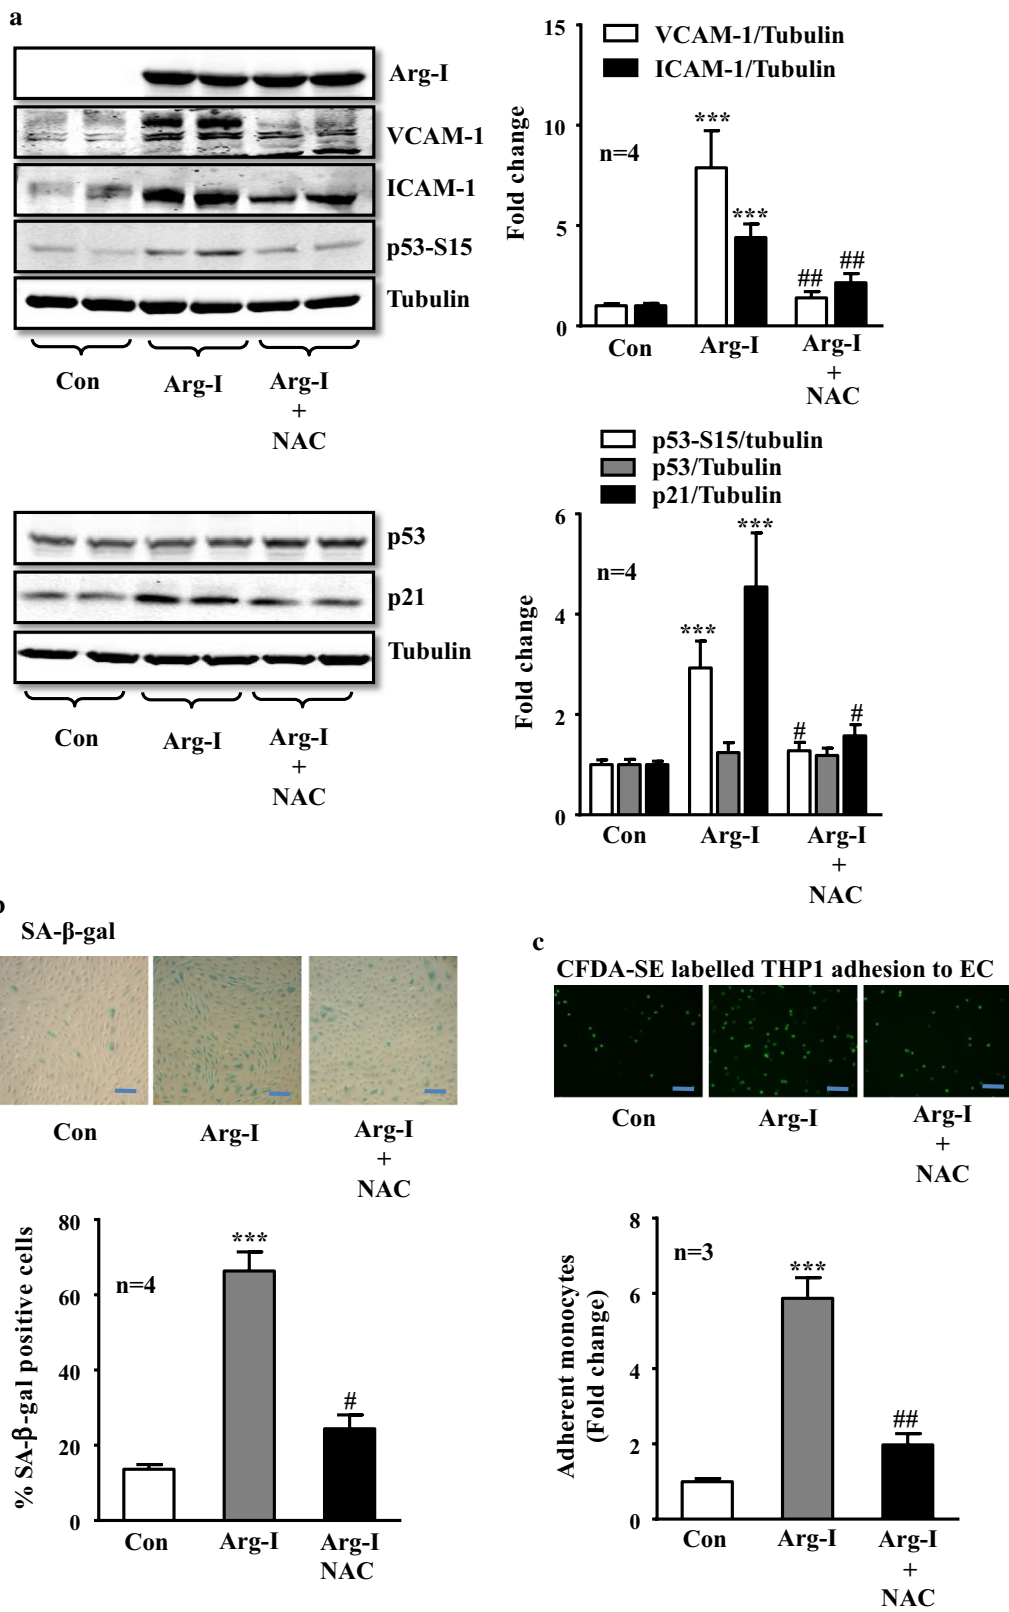 a
Arg-I
VCAM-1
ICAM-1
p53-S15
Tubulin
Con
Arg-I
Arg-I
+
NAC
15
10
5
0
Fold change
VCAM-1/Tubulin
ICAM-1/Tubulin
n=4
***
***
##
##
Con
Arg-I
Arg-I
+
NAC
p53
p21
Tubulin
Con
Arg-I
Arg-I
+
NAC
p53-S15/tubulin
p53/Tubulin
p21/Tubulin
6
4
2
0
Fold change
n=4
***
***
#
#
Con
Arg-I
Arg-I
+
NAC
b
SA-β-gal
Con
Arg-I
Arg-I
+
NAC
80
60
40
20
0
% SA-β-gal positive cells
n=4
***
#
Con
Arg-I
Arg-I
NAC
c
CFDA-SE labelled THP1 adhesion to EC
Con
Arg-I
Arg-I
+
NAC
8
6
4
2
0
Adherent monocytes
(Fold change)
n=3
***
##
Con
Arg-I
Arg-I
+
NAC